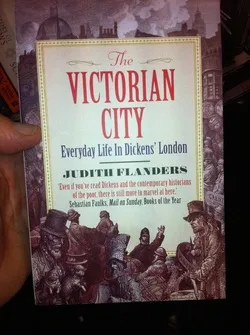 The
VICTORIAN
CITY
Everyday Life In Dickens' London
JUDITH FLANDERS
'Even if you've read Dickens and the contemporary historians
of the poor, there is still more to marvel at here.'
Sebastian Faulks, Mail on Sunday, Books of the Year